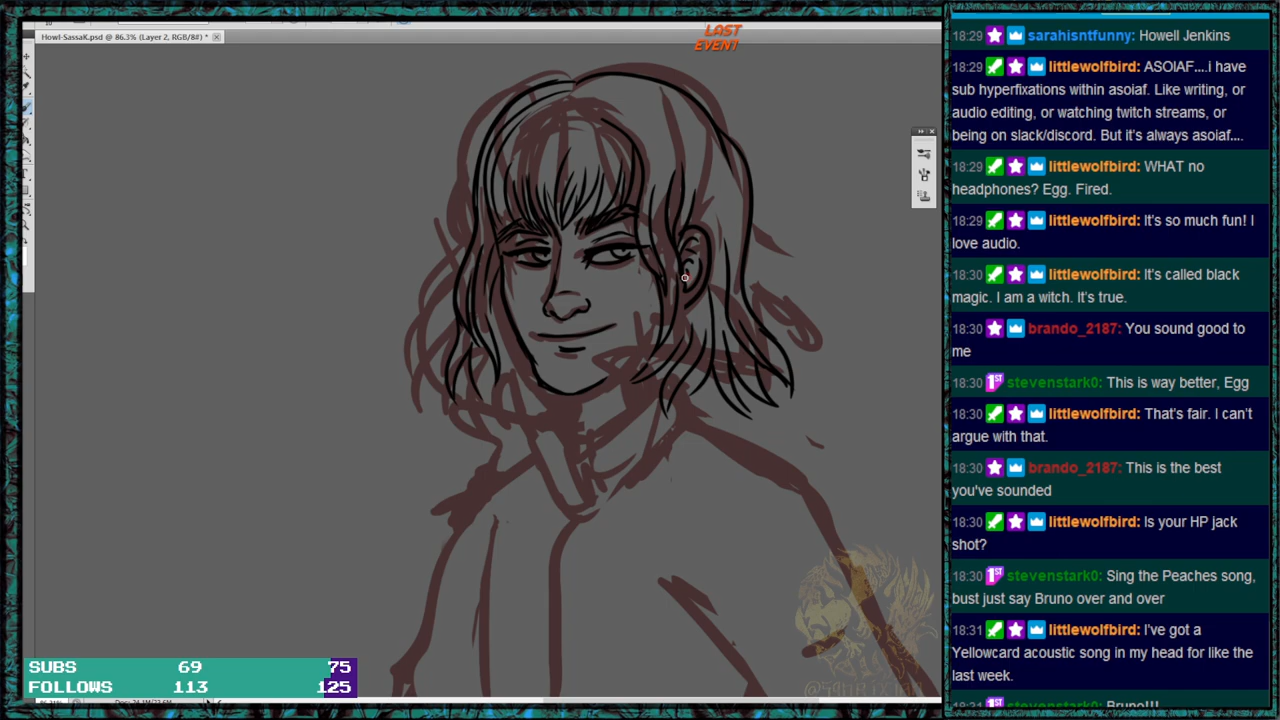 Howl-SassaK.psd @ 86.3% (Layer 2, RGB/8#) *
LAST
EVENT
18:29 sarahisntfunny: Howell Jenkins
18:29 littlewolfbird: ASOIAF....i have
sub hyperfixations within asoiaf. Like writing, or
audio editing, or watching twitch streams, or
being on slack/discord. But it's always asoiaf....
18:29 littlewolfbird: WHAT no
headphones? Egg. Fired.
18:29 littlewolfbird: It's so much fun! I
love audio.
18:30 littlewolfbird: It's called black
magic. I am a witch. It's true.
18:30 brando_2187: You sound good to
me
18:30 1ST stevenstark0: This is way better, Egg
18:30 littlewolfbird: That's fair. I can't
argue with that.
18:30 brando_2187: This is the best
you've sounded
18:30 littlewolfbird: Is your HP jack
shot?
18:30 1ST stevenstark0: Sing the Peaches song,
bust just say Bruno over and over
18:31 littlewolfbird: I've got a
Yellowcard acoustic song in my head for like the
last week.
18:31 stevenstark0: Bruno!!!
SUBS 69 75
FOLLOWS 113 125